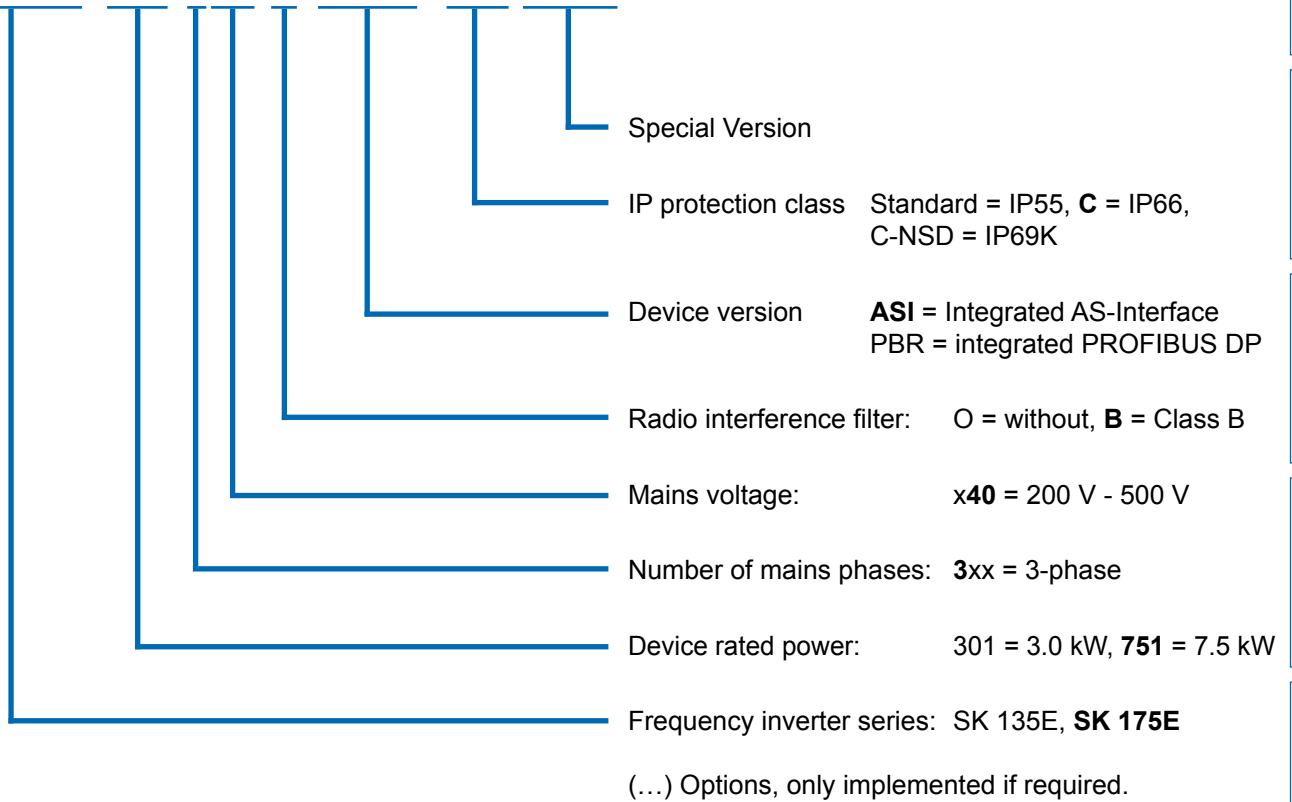 Special Version
IP protection class Standard = IP55, C = IP66,
C-NSD = IP69K
Device version ASI = Integrated AS-Interface
PBR = integrated PROFIBUS DP
Radio interference filter: O = without, B = Class B
Mains voltage: x40 = 200 V - 500 V
Number of mains phases: 3xx = 3-phase
Device rated power: 301 = 3.0 kW, 751 = 7.5 kW
Frequency inverter series: SK 135E, SK 175E
(…) Options, only implemented if required.